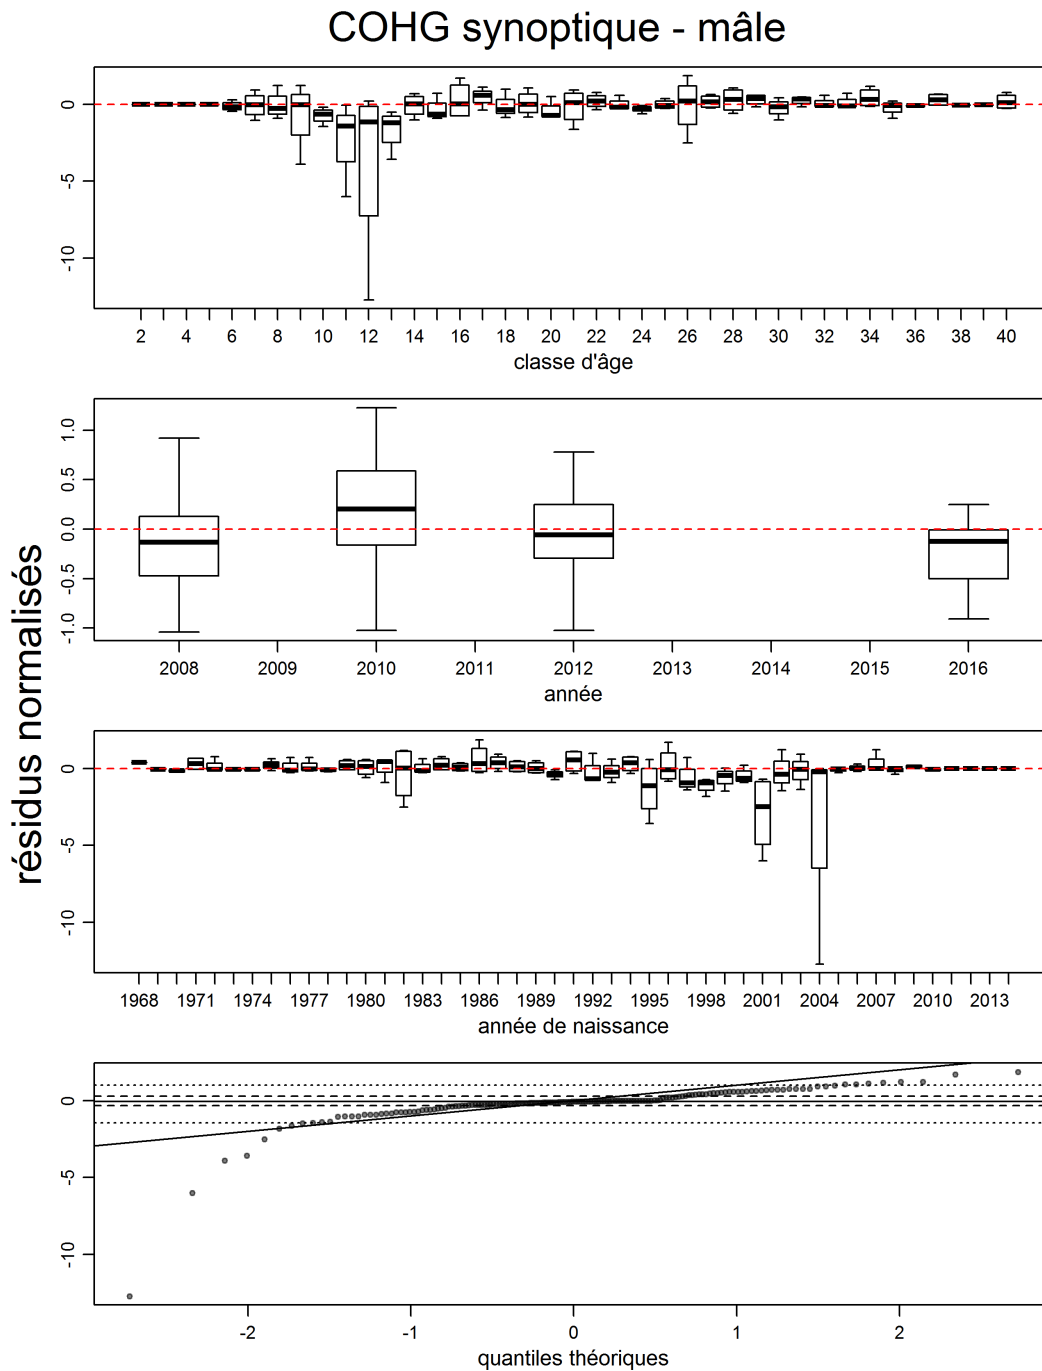 COHG synoptique - mâle
résidus normalisés
0
-5
-10
2 4 6 8 10 12 14 16 18 20 22 24 26 28 30 32 34 36 38 40
classe d'âge
1.0
0.5
0.0
-0.5
-1.0
2008 2009 2010 2011 2012 2013 2014 2015 2016
année
0
-5
-10
1968 1971 1974 1977 1980 1983 1986 1989 1992 1995 1998 2001 2004 2007 2010 2013
année de naissance
0
-5
-10
-2 -1 0 1 2
quantiles théoriques